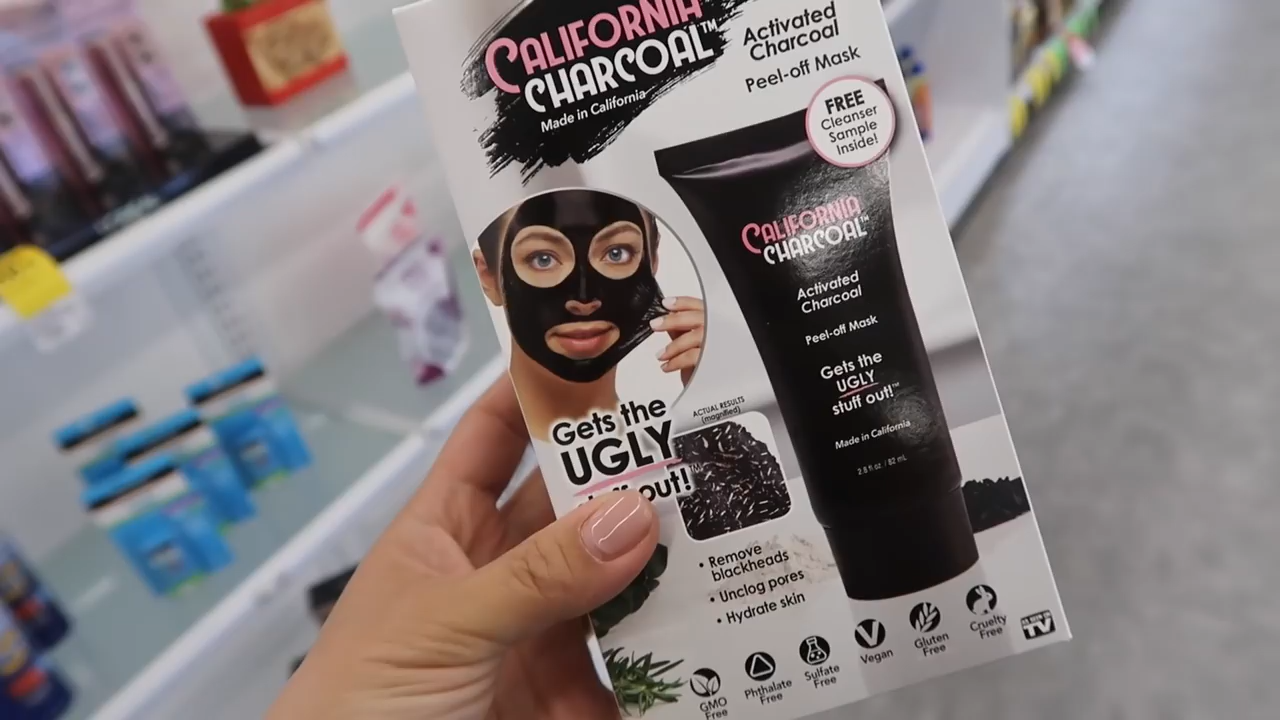 CALIFORNIA
CHARCOAL™
Made in California
Activated
Charcoal
Peel-off Mask
FREE
Cleanser
Sample
Inside!
CALIFORNIA
CHARCOAL™
Activated
Charcoal
Peel-off Mask
Gets the
UGLY
stuff out!™
Made in California
2.8 fl oz. / 82 mL
Gets the
UGLY
out!™
ACTUAL RESULTS
(magnified)
• Remove
blackheads
• Unclog pores
• Hydrate skin
GMO
Free
Phthalate
Free
Sulfate
Free
V
Vegan
Gluten
Free
Cruelty
Free
AS SEEN ON
TV